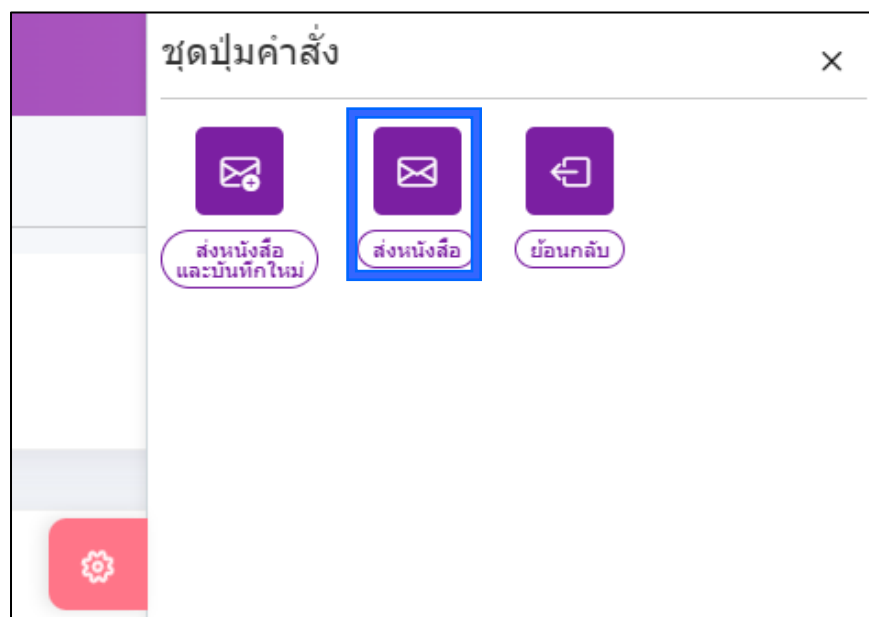 ชุดปุ่มคำสั่ง
ส่งหนังสือ
และบันทึกใหม่
ส่งหนังสือ
ย้อนกลับ